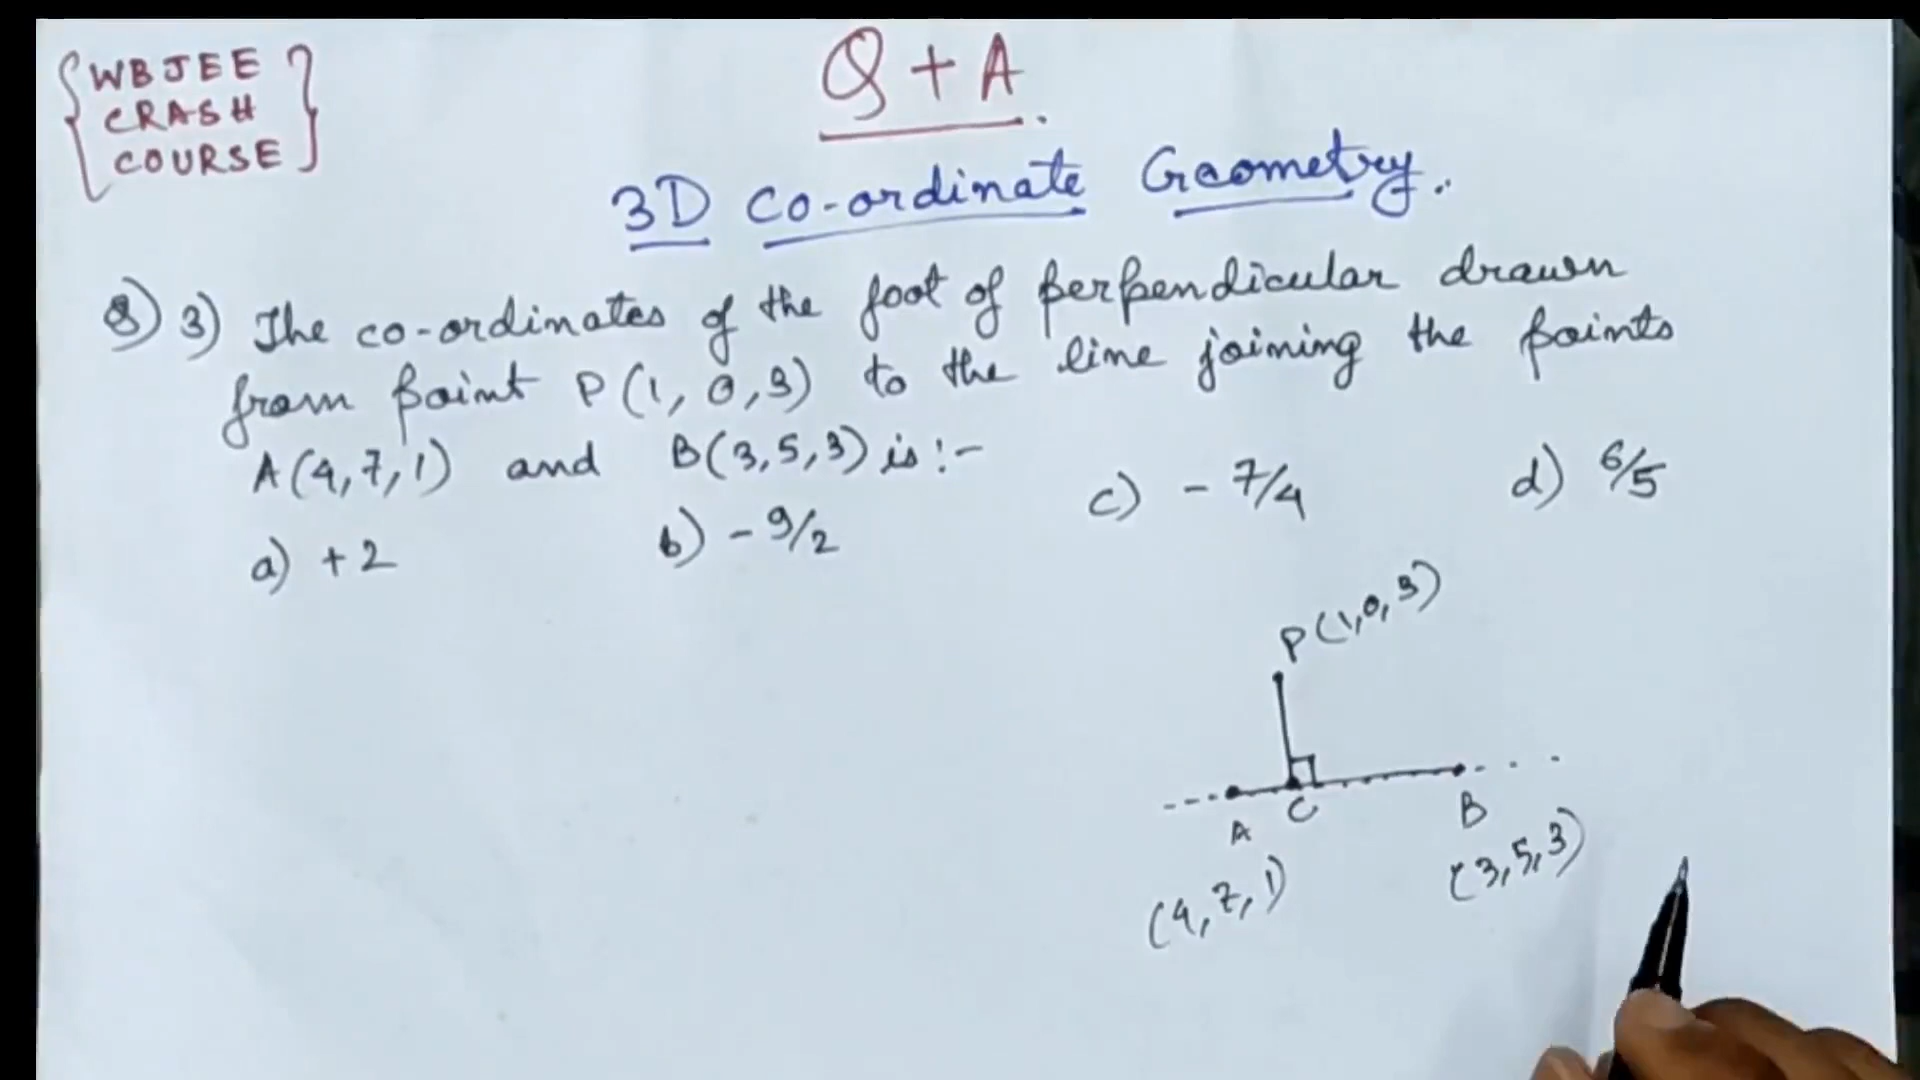 WBJEE
CRASH
COURSE
Q + A.
3D Co-ordinate Geometry.
Q) 3) The co-ordinates of the foot of perpendicular drawn
from point P(1, 0, 3) to the line joining the points
A(4, 7, 1) and B(3, 5, 3) is :-
a) + 2 b) - 9/2 c) - 7/4 d) 6/5
P(1, 0, 3)
A C B
(4, 7, 1) (3, 5, 3)